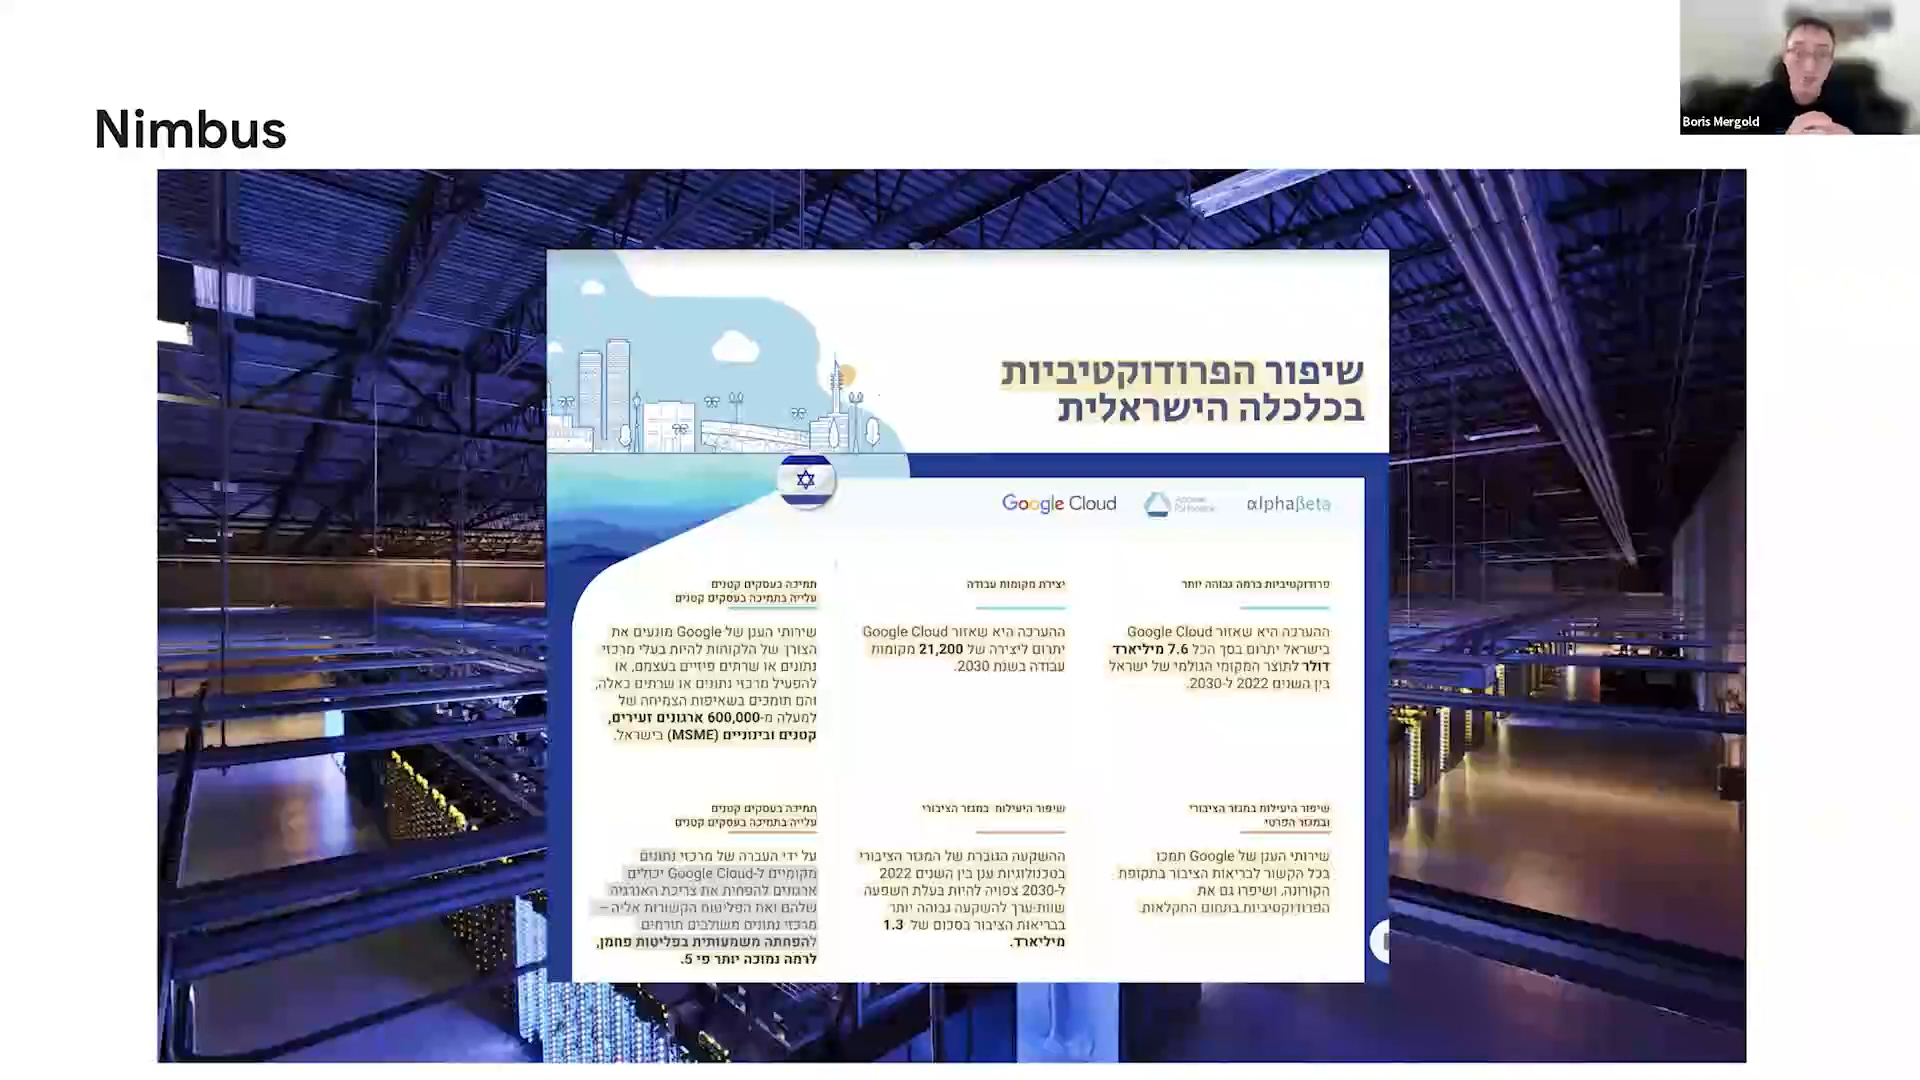 Nimbus
Boris Mergold
שיפור הפרודוקטיביות
בכלכלה הישראלית
Google Cloud
αlphaβeta
פרודוקטיביות ברמה גבוהה יותר
ההערכה היא שאזור Google Cloud
בישראל יתרום בסך הכל 7.6 מיליארד
דולר לתוצר המקומי הגולמי של ישראל
בין השנים 2022 ל-2030.
יצירת מקומות עבודה
ההערכה היא שאזור Google Cloud
יתרום ליצירה של 21,200 מקומות
עבודה בשנת 2030.
תמיכה בעסקים קטנים
עלייה בתמיכה בעסקים קטנים
שירותי הענן של Google מונעים את
הצורך של הלקוחות להיות בעלי מרכזי
נתונים או שרתים פיזיים בעצמם, או
להפעיל מרכזי נתונים או שרתים כאלה,
והם תומכים בשאיפות הצמיחה של
למעלה מ-600,000 ארגונים זעירים,
קטנים ובינוניים (MSME) בישראל.
שיפור היעילות במגזר הציבורי
ובמגזר הפרטי
שירותי הענן של Google תמכו
בכל הקשור לבריאות הציבור בתקופת
הקורונה, ושיפרו גם את
הפרודוקטיביות בתחום החקלאות.
שיפור היעילות במגזר הציבורי
ההשקעה הגוברת של המגזר הציבורי
בטכנולוגיות ענן בין השנים 2022
ל-2030 צפויה להיות בעלת השפעה
שוות-ערך להשקעה גבוהה יותר
בבריאות הציבור בסכום של 1.3
מיליארד.
תמיכה בעסקים קטנים
עלייה בתמיכה בעסקים קטנים
על ידי העברה של מרכזי נתונים
מקומיים ל-Google Cloud יכולים
ארגונים להפחית את צריכת האנרגיה
שלהם ואת הפליטות הקשורות אליה –
מרכזי נתונים משולבים תורמים
להפחתה משמעותית בפליטות פחמן,
לרמה נמוכה יותר פי 5.